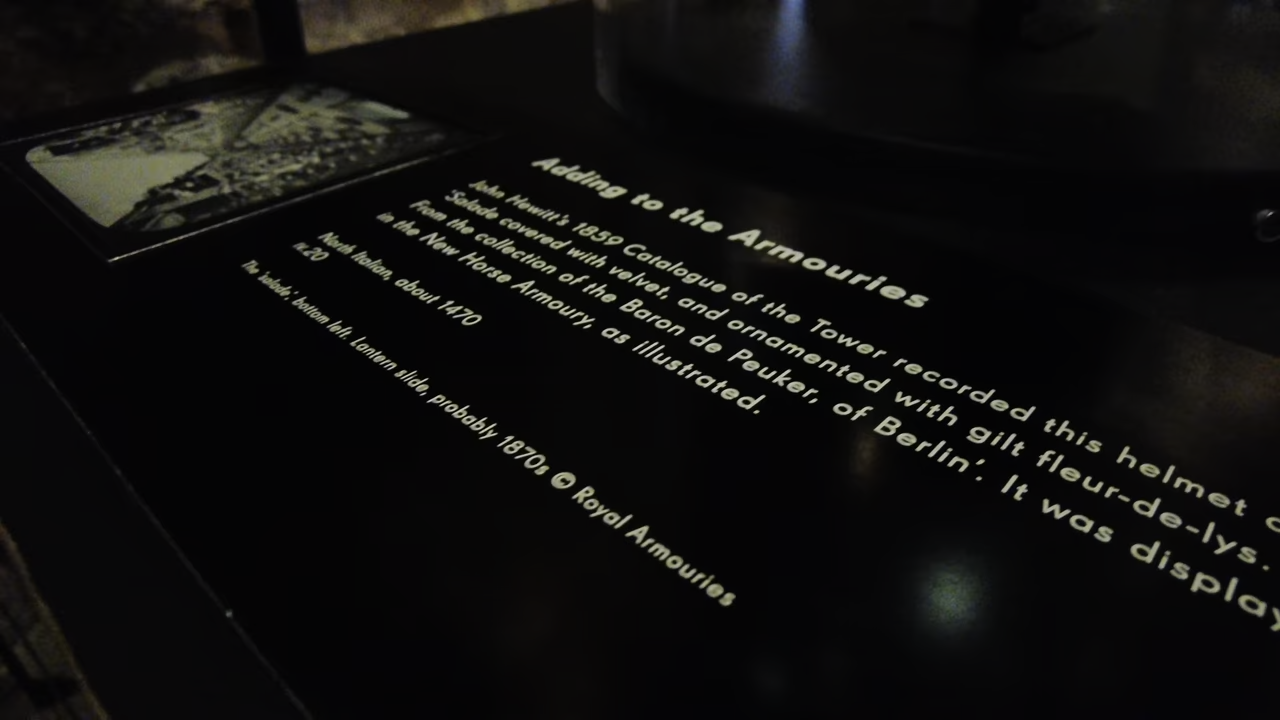 Adding to the Armouries
John Hewitt's 1859 Catalogue of the Tower recorded this helmet
'Salade covered with velvet, and ornamented with gilt fleur-de-lys.
From the collection of the Baron de Peuker, of Berlin'. It was display
in the New Horse Armoury, as illustrated.
North Italian, about 1470
IV.20
The 'salade', bottom left. Lantern slide, probably 1870s © Royal Armouries